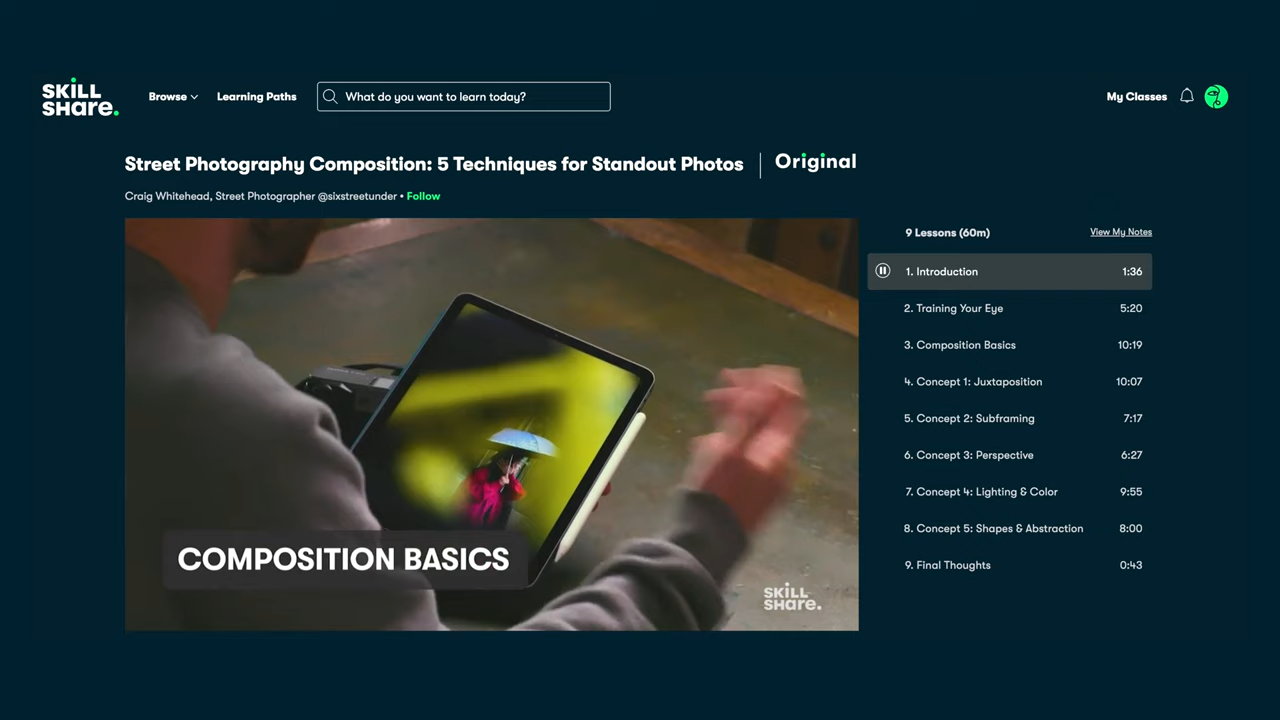 SKILL
SHare.
Browse
Learning Paths
What do you want to learn today?
My Classes
Street Photography Composition: 5 Techniques for Standout Photos
Original
Craig Whitehead, Street Photographer @sixstreetunder • Follow
9 Lessons (60m)
View My Notes
1. Introduction 1:36
2. Training Your Eye 5:20
3. Composition Basics 10:19
4. Concept 1: Juxtaposition 10:07
5. Concept 2: Subframing 7:17
6. Concept 3: Perspective 6:27
7. Concept 4: Lighting & Color 9:55
8. Concept 5: Shapes & Abstraction 8:00
9. Final Thoughts 0:43
COMPOSITION BASICS
SKILL
SHare.